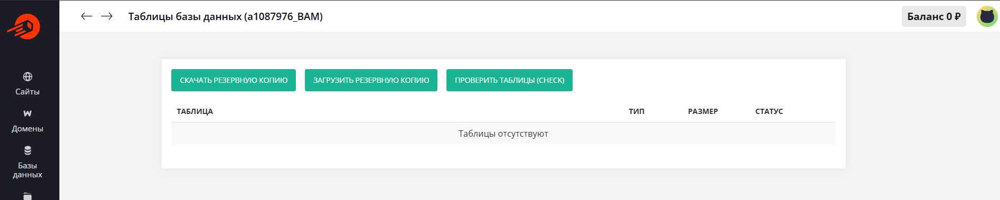 Таблицы базы данных (a1087976_BAM)
Баланс 0 ₽
Сайты
Домены
Базы
данных
СКАЧАТЬ РЕЗЕРВНУЮ КОПИЮ
ЗАГРУЗИТЬ РЕЗЕРВНУЮ КОПИЮ
ПРОВЕРИТЬ ТАБЛИЦЫ (CHECK)
ТАБЛИЦА ТИП РАЗМЕР СТАТУС
Таблицы отсутствуют